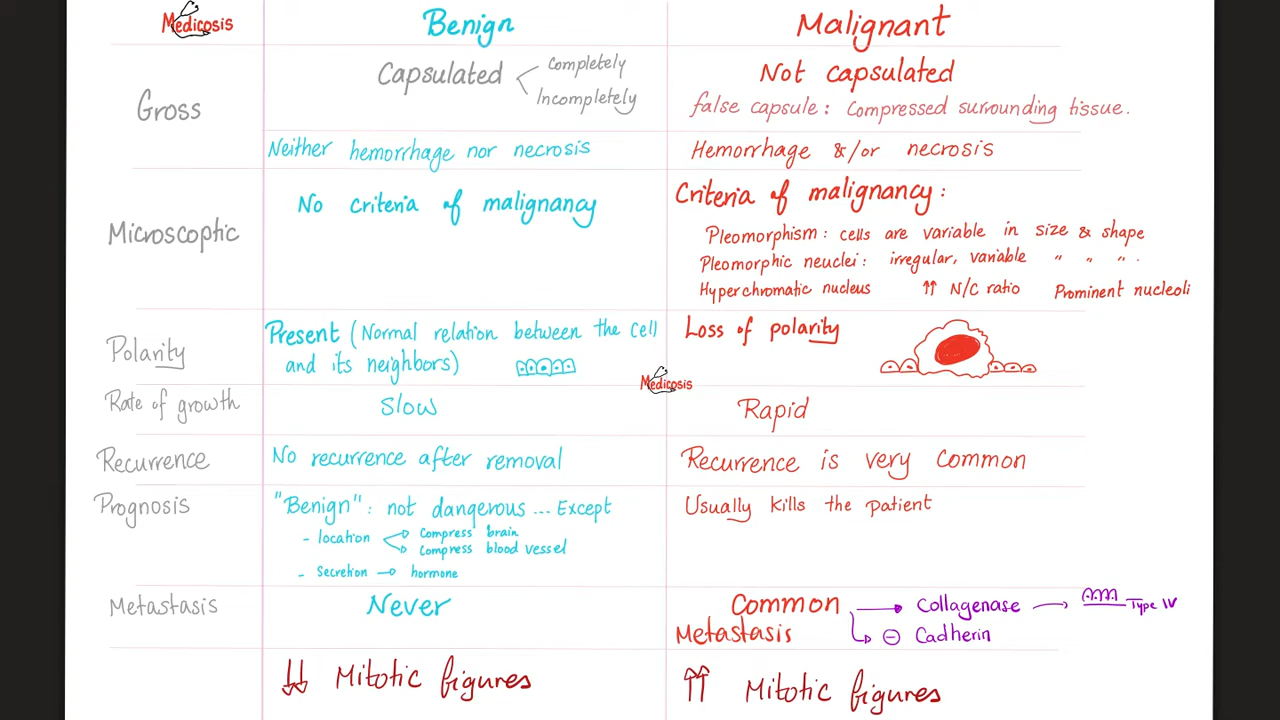 Medicosis
Benign
Malignant
Gross
Capsulated
Completely
Incompletely
Not capsulated
false capsule: Compressed surrounding tissue.
Neither hemorrhage nor necrosis
Hemorrhage &/or necrosis
Microscopic
No criteria of malignancy
Criteria of malignancy:
Pleomorphism: cells are variable in size & shape
Pleomorphic neuclei: irregular, variable " " ".
Hyperchromatic nucleus ↑↑ N/C ratio Prominent nucleoli
Polarity
Present (Normal relation between the cell
and its neighbors)
Loss of polarity
Medicosis
Rate of growth
Slow
Rapid
Recurrence
No recurrence after removal
Recurrence is very Common
Prognosis
"Benign": not dangerous ... Except
- location → Compress brain
→ Compress blood vessel
- Secretion → hormone
Usually kills the patient
Metastasis
Never
Common
Metastasis
→ Collagenase → Type IV
→ ⊖ Cadherin
↓↓ Mitotic figures
↑↑ Mitotic figures